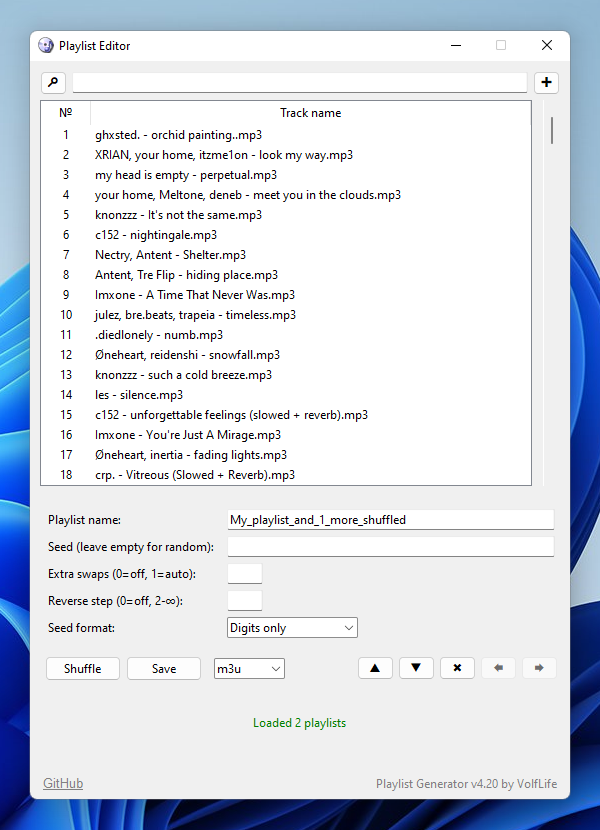 Playlist Editor
№ Track name
1 ghxsted. - orchid painting..mp3
2 XRIAN, your home, itzme1on - look my way.mp3
3 my head is empty - perpetual.mp3
4 your home, Meltone, deneb - meet you in the clouds.mp3
5 knonzzz - It's not the same.mp3
6 c152 - nightingale.mp3
7 Nectry, Antent - Shelter.mp3
8 Antent, Tre Flip - hiding place.mp3
9 Imxone - A Time That Never Was.mp3
10 julez, bre.beats, trapeia - timeless.mp3
11 .diedlonely - numb.mp3
12 Øneheart, reidenshi - snowfall.mp3
13 knonzzz - such a cold breeze.mp3
14 les - silence.mp3
15 c152 - unforgettable feelings (slowed + reverb).mp3
16 Imxone - You're Just A Mirage.mp3
17 Øneheart, inertia - fading lights.mp3
18 crp. - Vitreous (Slowed + Reverb).mp3
Playlist name: My_playlist_and_1_more_shuffled
Seed (leave empty for random):
Extra swaps (0=off, 1=auto):
Reverse step (0=off, 2-∞):
Seed format: Digits only
Shuffle Save m3u
Loaded 2 playlists
GitHub Playlist Generator v4.20 by VolfLife